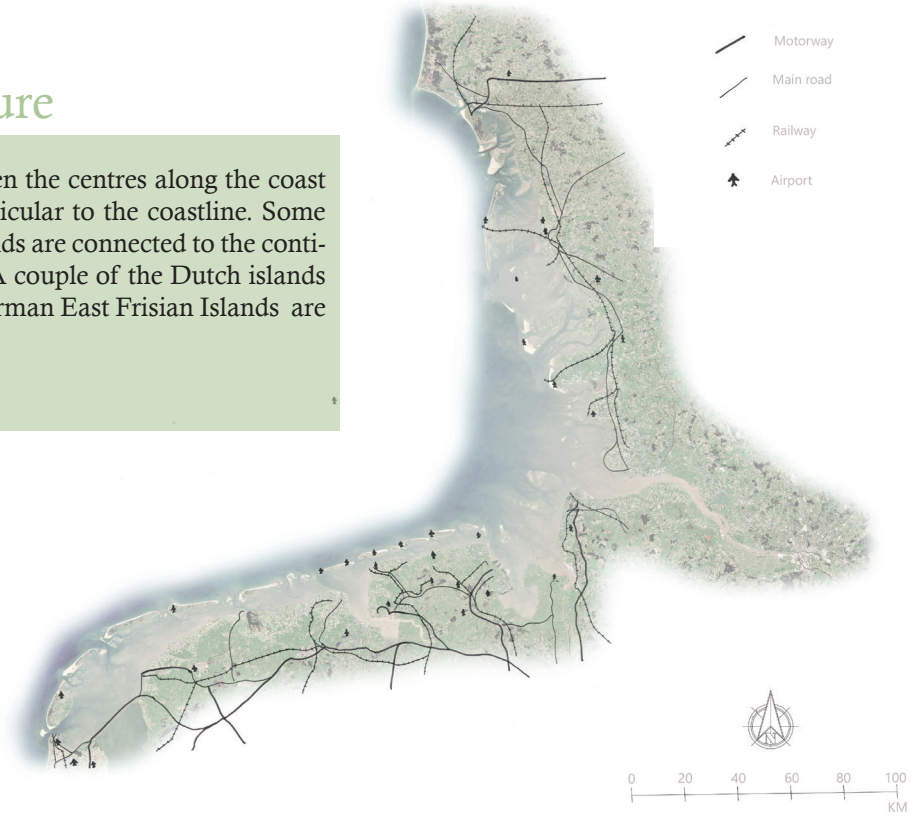 ure
en the centres along the coast
icular to the coastline. Some
nds are connected to the conti-
A couple of the Dutch islands
rman East Frisian Islands are
Motorway
Main road
Railway
Airport
N
0 20 40 60 80 100
KM